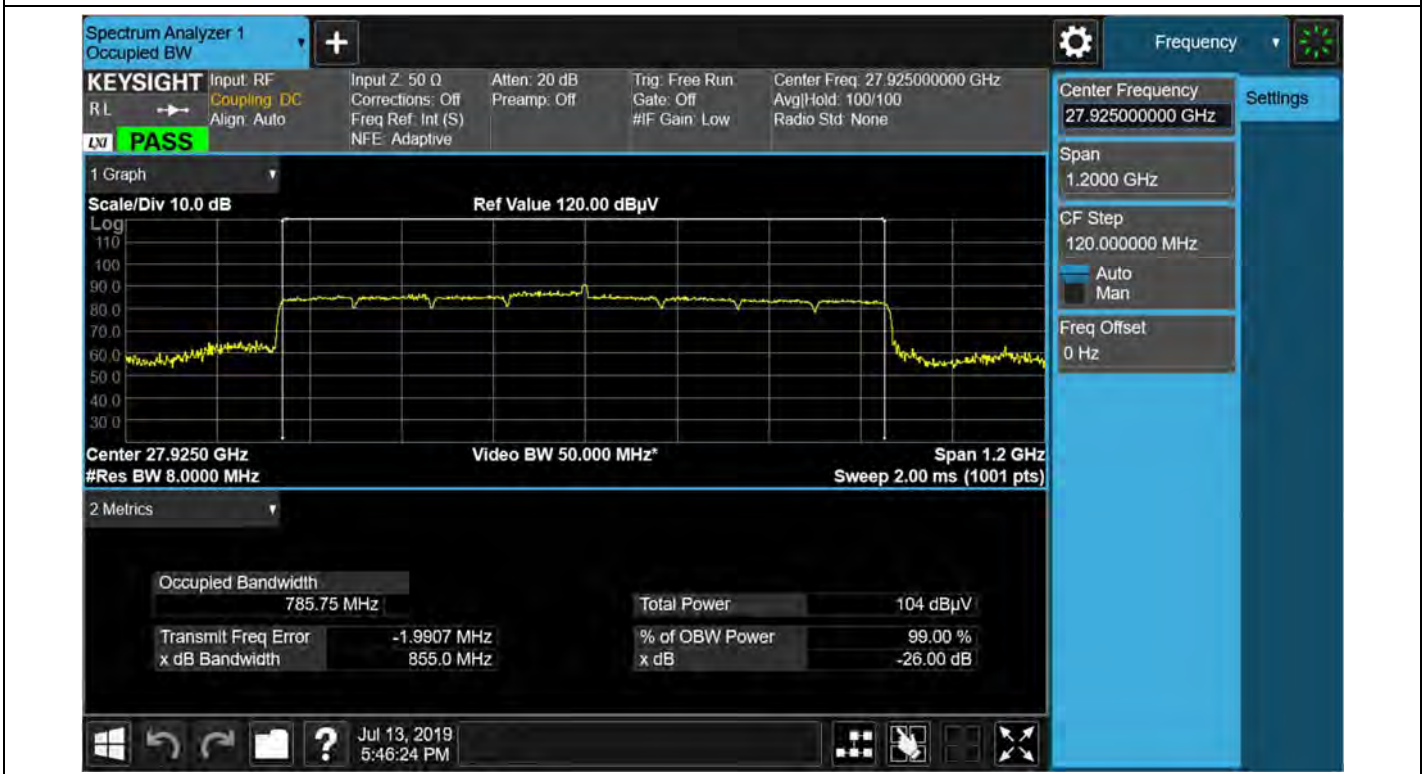 Spectrum Analyzer 1
Occupied BW
+
Frequency
KEYSIGHT
R L
LXI
PASS
Input: RF
Coupling: DC
Align: Auto
Input Z: 50 Ω
Corrections: Off
Freq Ref: Int (S)
NFE: Adaptive
Atten: 20 dB
Preamp: Off
Trig: Free Run
Gate: Off
#IF Gain: Low
Center Freq: 27.925000000 GHz
Avg|Hold: 100/100
Radio Std: None
Center Frequency
27.925000000 GHz
Settings
Span
1.2000 GHz
CF Step
120.000000 MHz
Auto
Man
Freq Offset
0 Hz
1 Graph
Scale/Div 10.0 dB
Ref Value 120.00 dBµV
Log
110
100
90.0
80.0
70.0
60.0
50.0
40.0
30.0
Center 27.9250 GHz
Video BW 50.000 MHz*
Span 1.2 GHz
#Res BW 8.0000 MHz
Sweep 2.00 ms (1001 pts)
2 Metrics
Occupied Bandwidth
785.75 MHz
Total Power 104 dBµV
Transmit Freq Error -1.9907 MHz
% of OBW Power 99.00 %
x dB Bandwidth 855.0 MHz
x dB -26.00 dB
?
Jul 13, 2019
5:46:24 PM